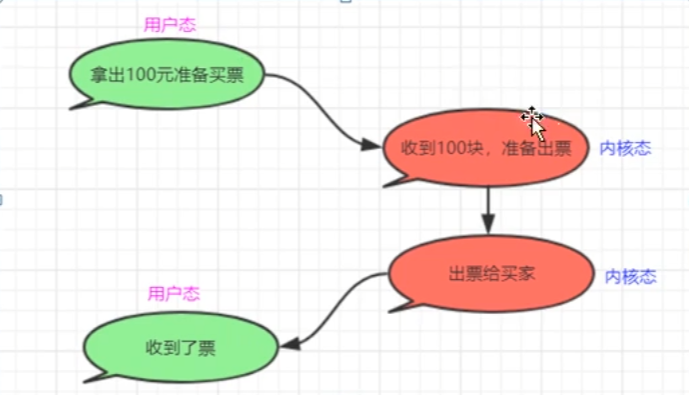 用户态
拿出100元准备买票
收到100块，准备出票
内核态
出票给买家
内核态
用户态
收到了票